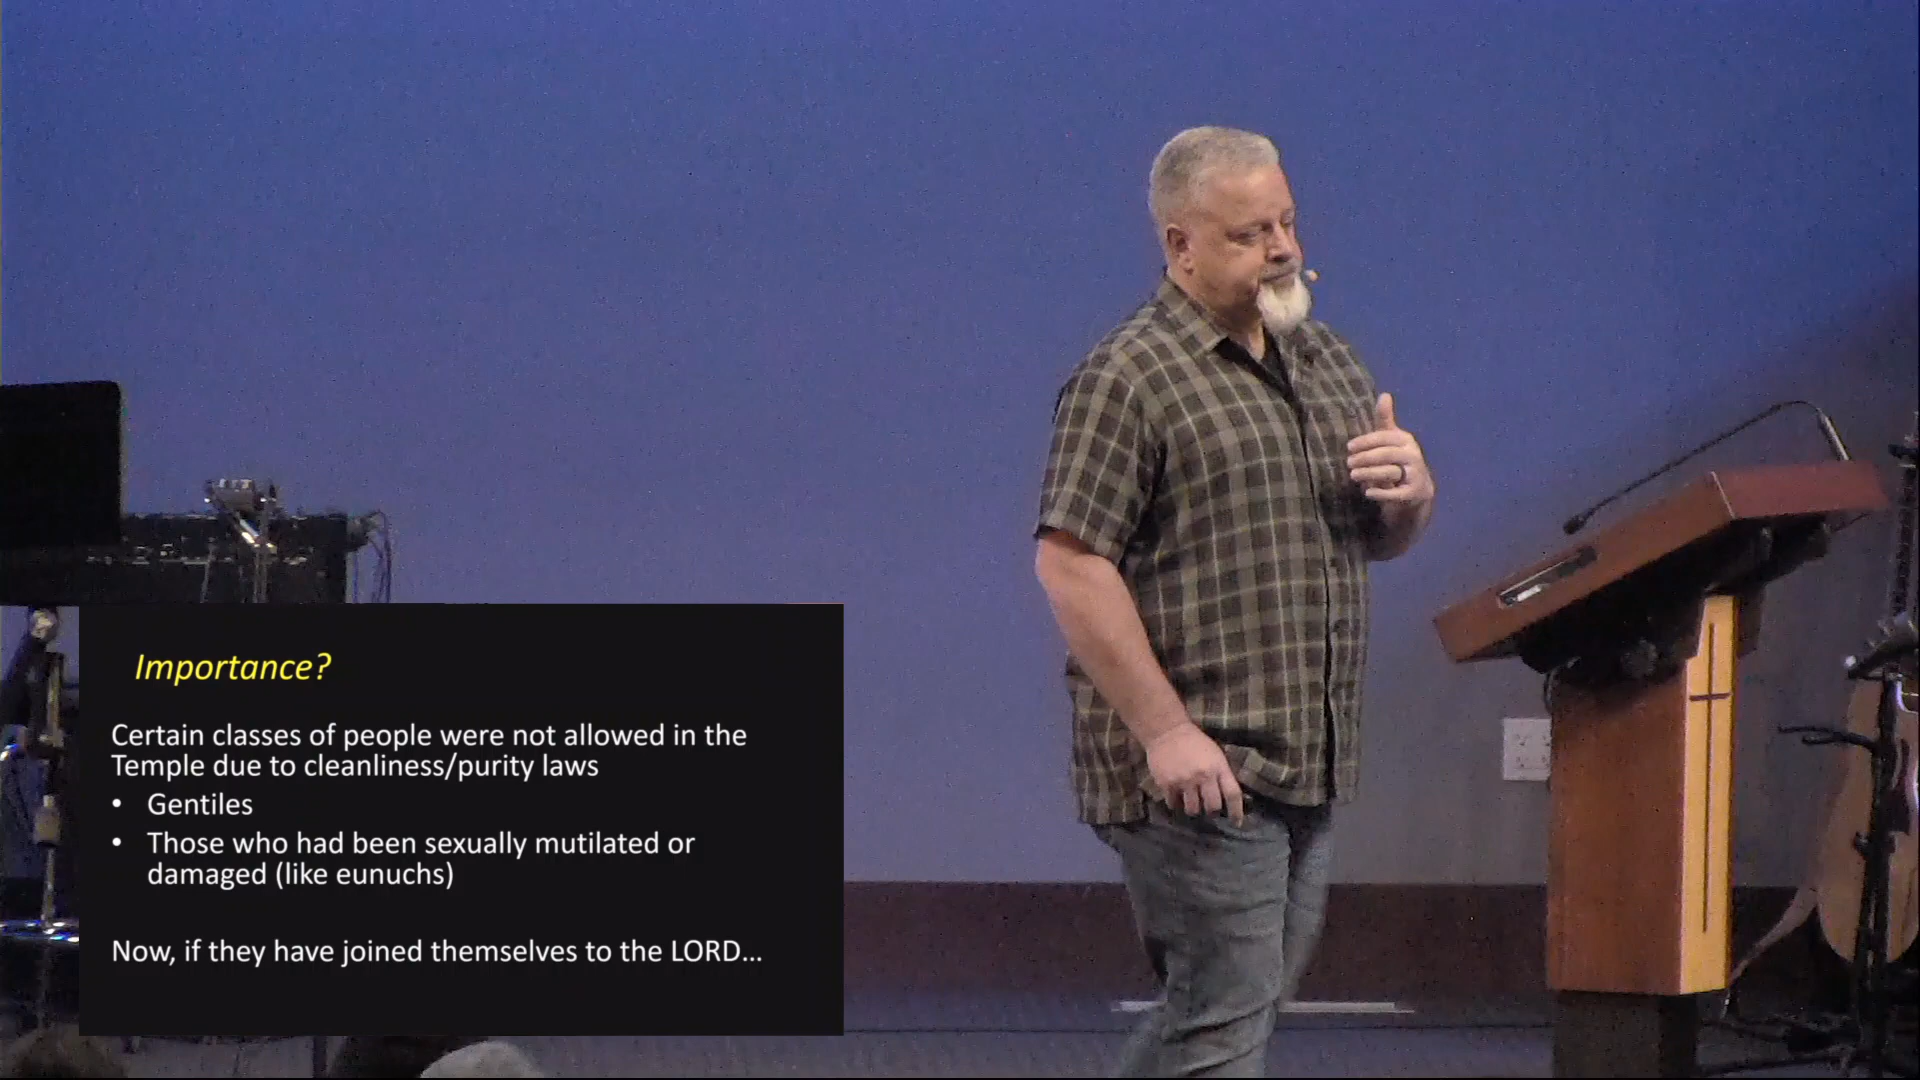 Importance?
Certain classes of people were not allowed in the
Temple due to cleanliness/purity laws
• Gentiles
• Those who had been sexually mutilated or
damaged (like eunuchs)
Now, if they have joined themselves to the LORD...